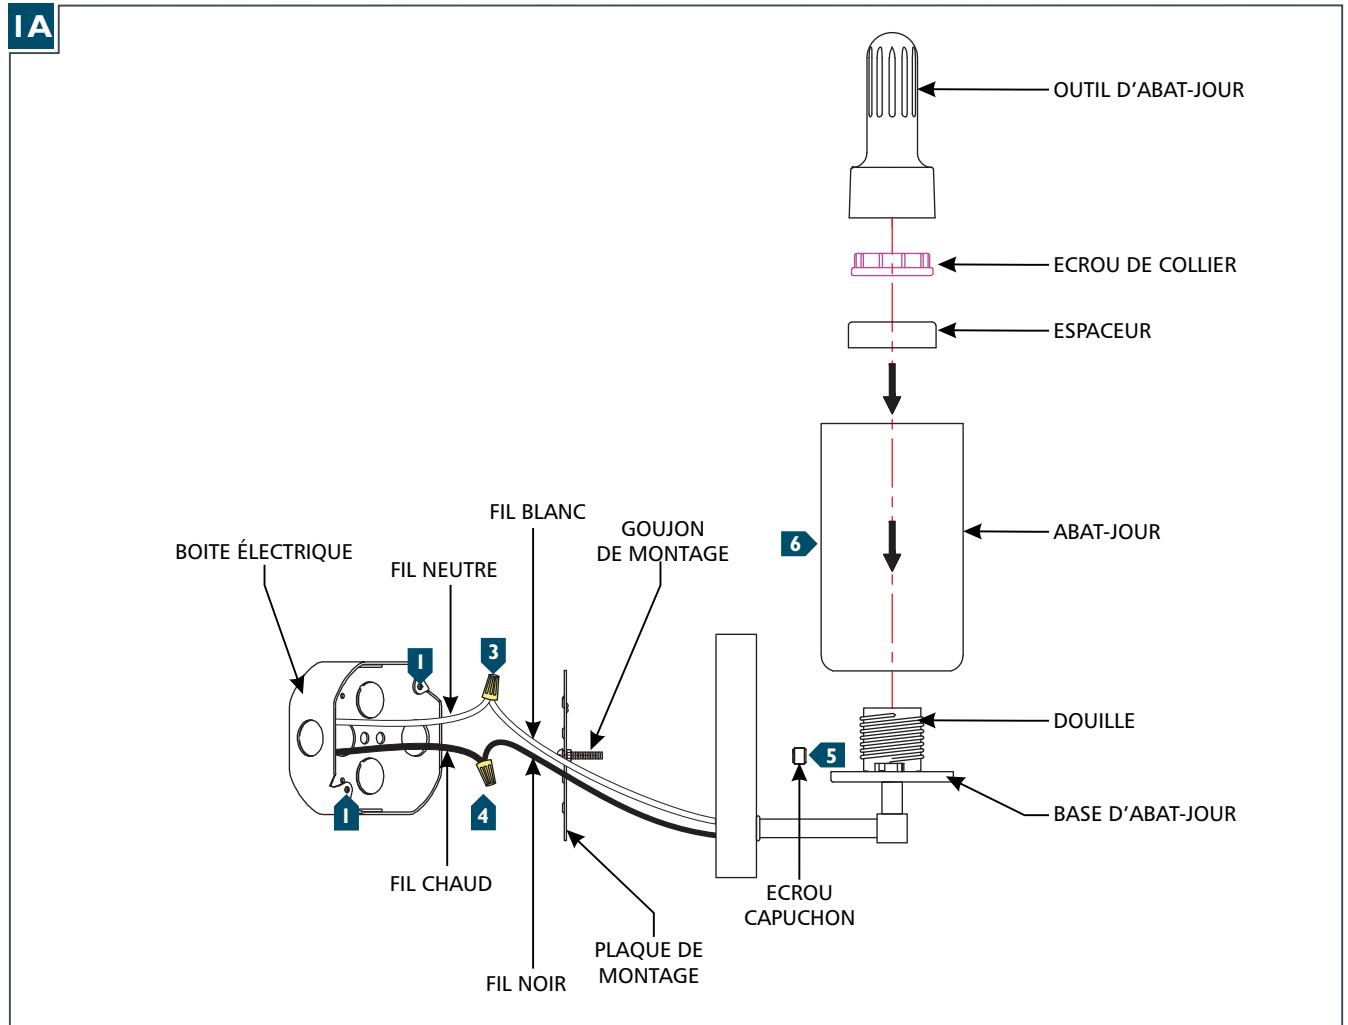 1A
OUTIL D'ABAT-JOUR
ECROU DE COLLIER
ESPACEUR
FIL BLANC
GOUJON
DE MONTAGE
6
ABAT-JOUR
BOITE ÉLECTRIQUE
FIL NEUTRE
1
3
DOUILLE
5
1
4
BASE D'ABAT-JOUR
FIL CHAUD
ECROU
CAPUCHON
PLAQUE DE
MONTAGE
FIL NOIR